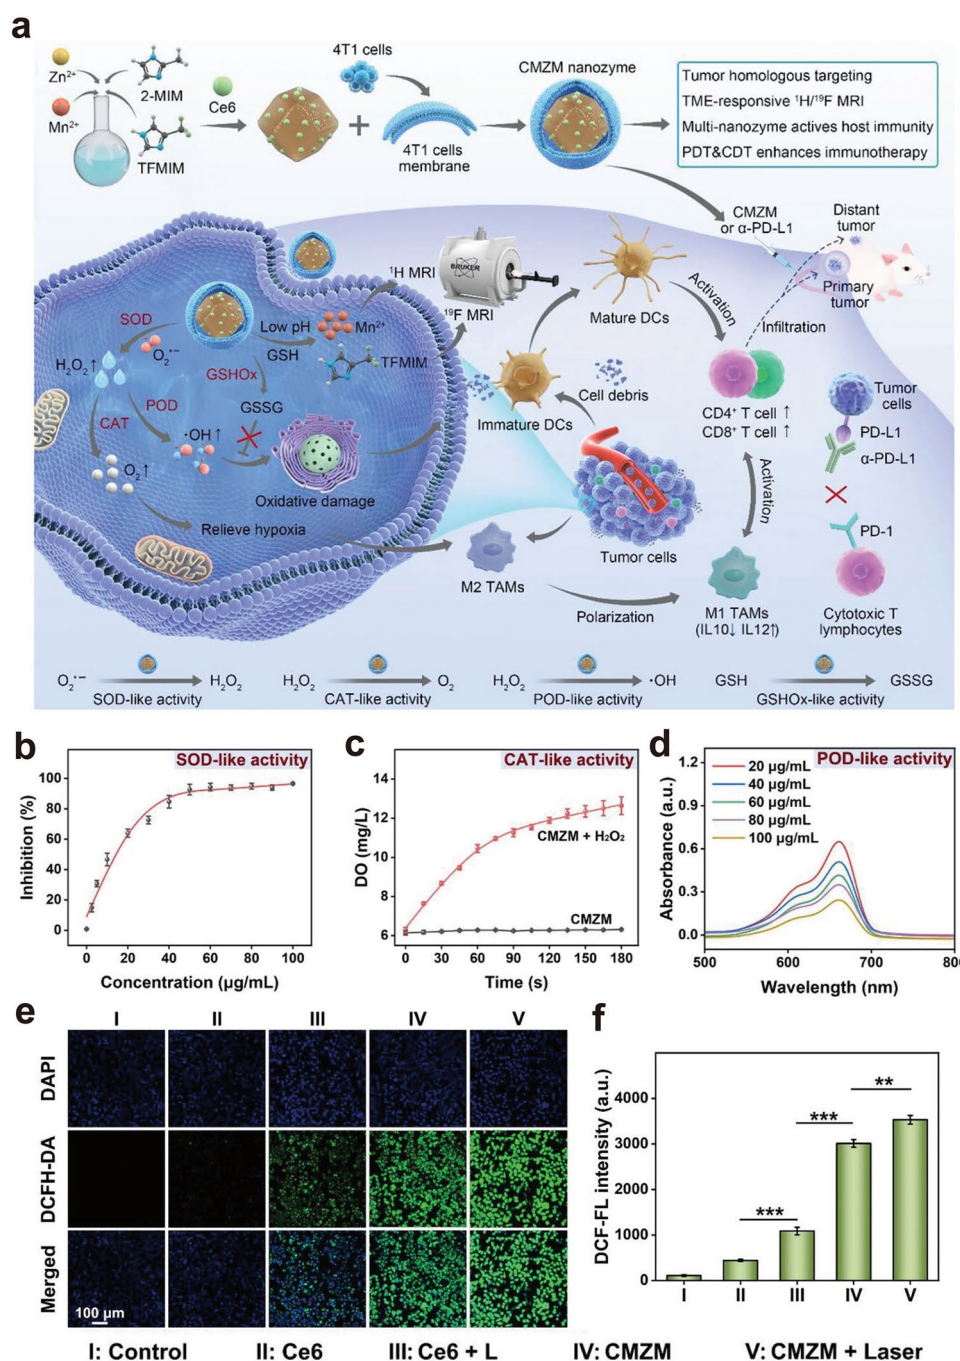 a
Zn²⁺
Mn²⁺
2-MIM
TFMIM
Ce6
4T1 cells
4T1 cells
membrane
CMZM nanozyme
Tumor homologous targeting
TME-responsive ¹H/¹⁹F MRI
Multi-nanozyme actives host immunity
PDT&CDT enhances immunotherapy
CMZM
or α-PD-L1
Distant
tumor
Primary
tumor
¹H MRI
BRUKER
¹⁹F MRI
Mature DCs
Activation
Infiltration
SOD
O₂•⁻
H₂O₂↑
Low pH
GSH
Mn²⁺
TFMIM
GSHOx
GSSG
CAT
POD
•OH↑
O₂↑
Oxidative damage
Relieve hypoxia
Immature DCs
Cell debris
CD4⁺ T cell ↑
CD8⁺ T cell ↑
Activation
Tumor
cells
PD-L1
α-PD-L1
PD-1
Cytotoxic T
lymphocytes
Tumor cells
M2 TAMs
Polarization
M1 TAMs
(IL10↓ IL12↑)
O₂•⁻
SOD-like activity
H₂O₂
H₂O₂
CAT-like activity
O₂
H₂O₂
POD-like activity
•OH
GSH
GSHOx-like activity
GSSG
b
SOD-like activity
Inhibition (%)
100
80
60
40
20
0
0 20 40 60 80 100
Concentration (μg/mL)
c
CAT-like activity
DO (mg/L)
14
12
10
8
6
CMZM + H₂O₂
CMZM
0 30 60 90 120 150 180
Time (s)
d
POD-like activity
Absorbance (a.u.)
1.2
0.9
0.6
0.3
0.0
20 μg/mL
40 μg/mL
60 μg/mL
80 μg/mL
100 μg/mL
500 600 700 800
Wavelength (nm)
e
I II III IV V
DAPI
DCFH-DA
Merged
100 μm
f
DCF-FL intensity (a.u.)
4000
3000
2000
1000
0
***
***
**
I II III IV V
I: Control II: Ce6 III: Ce6 + L IV: CMZM V: CMZM + Laser